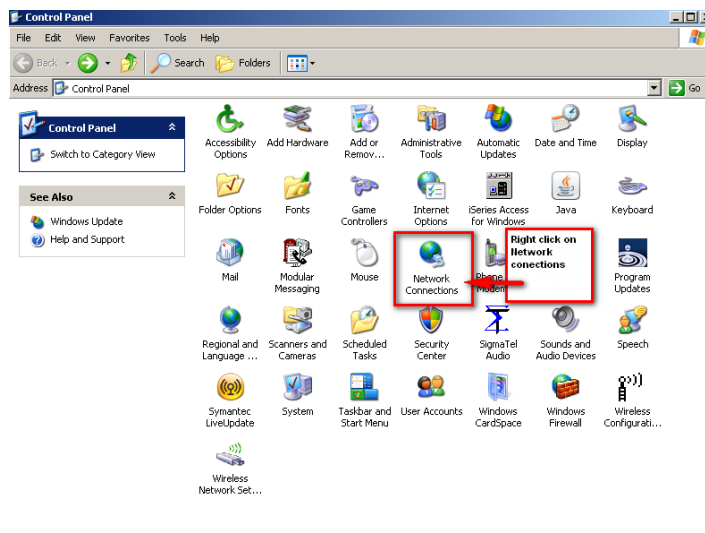 Control Panel
File Edit View Favorites Tools Help
Back Search Folders
Address Control Panel Go
Control Panel
Switch to Category View
See Also
Windows Update
Help and Support
Accessibility Options
Add Hardware
Add or Remov...
Administrative Tools
Automatic Updates
Date and Time
Display
Folder Options
Fonts
Game Controllers
Internet Options
iSeries Access for Windows
Java
Keyboard
Mail
Modular Messaging
Mouse
Network Connections
Phone
Modem
Right click on
Network
conections
Program Updates
Regional and Language ...
Scanners and Cameras
Scheduled Tasks
Security Center
SigmaTel Audio
Sounds and Audio Devices
Speech
Symantec LiveUpdate
System
Taskbar and Start Menu
User Accounts
Windows CardSpace
Windows Firewall
Wireless Configurati...
Wireless Network Set...